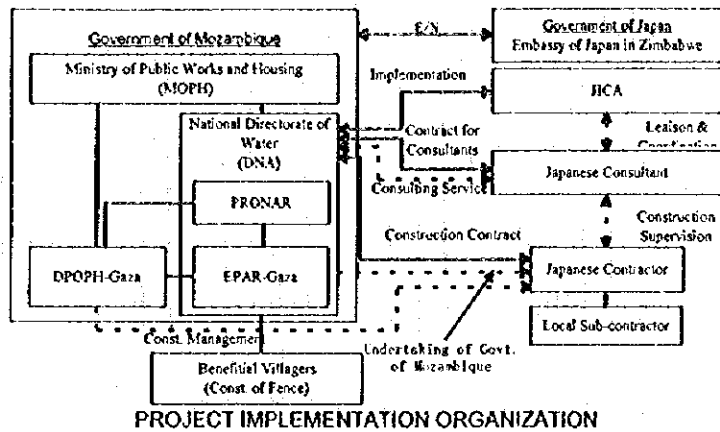 Government of Mozambique
Ministry of Public Works and Housing
(MOPH)
National Directorate of
Water
(DNA)
PRONAR
DPOPH-Gaza
EPAR-Gaza
Const. Management
Benefitial Villagers
(Const. of Fence)
E/N
Implementation
Contract for
Consultants
Consulting Service
Construction Contract
Undertaking of Govt.
of Mozambique
Government of Japan
Embassy of Japan in Zimbabwe
JICA
Leaison &
Coordination
Japanese Consultant
Construction
Supervision
Japanese Contractor
Local Sub-contractor
PROJECT IMPLEMENTATION ORGANIZATION